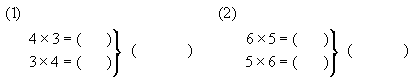 (1) (2)
4×3=(   ) } (   ) 6×5=(   ) } (   )
3×4=(   ) 5×6=(   )